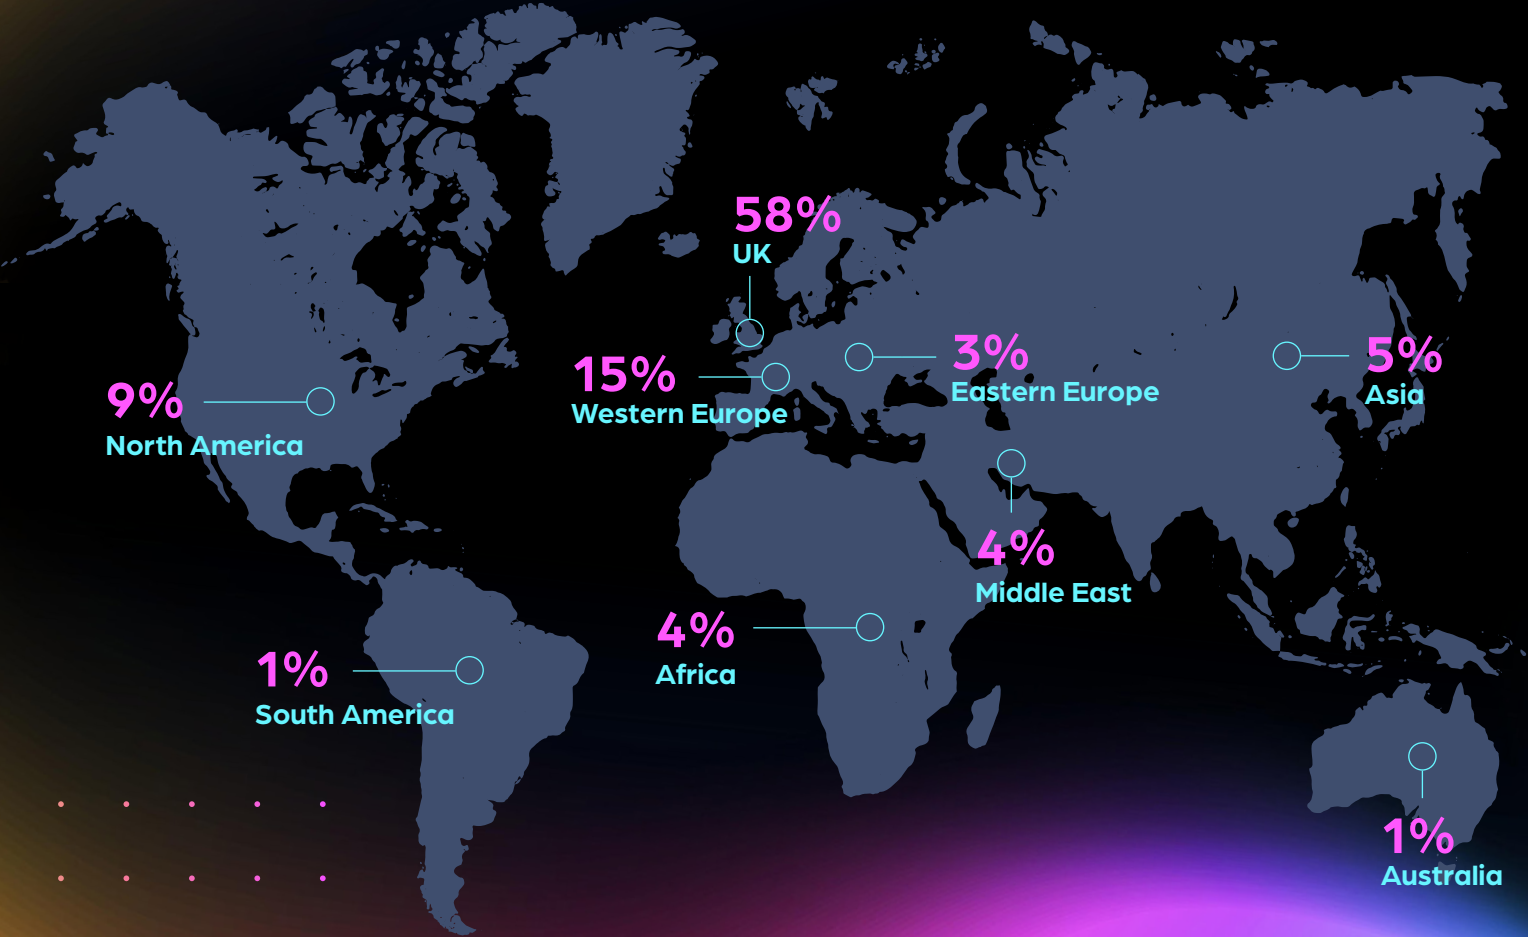 58%
UK
15%
Western Europe
3%
Eastern Europe
5%
Asia
9%
North America
4%
Middle East
4%
Africa
1%
South America
1%
Australia